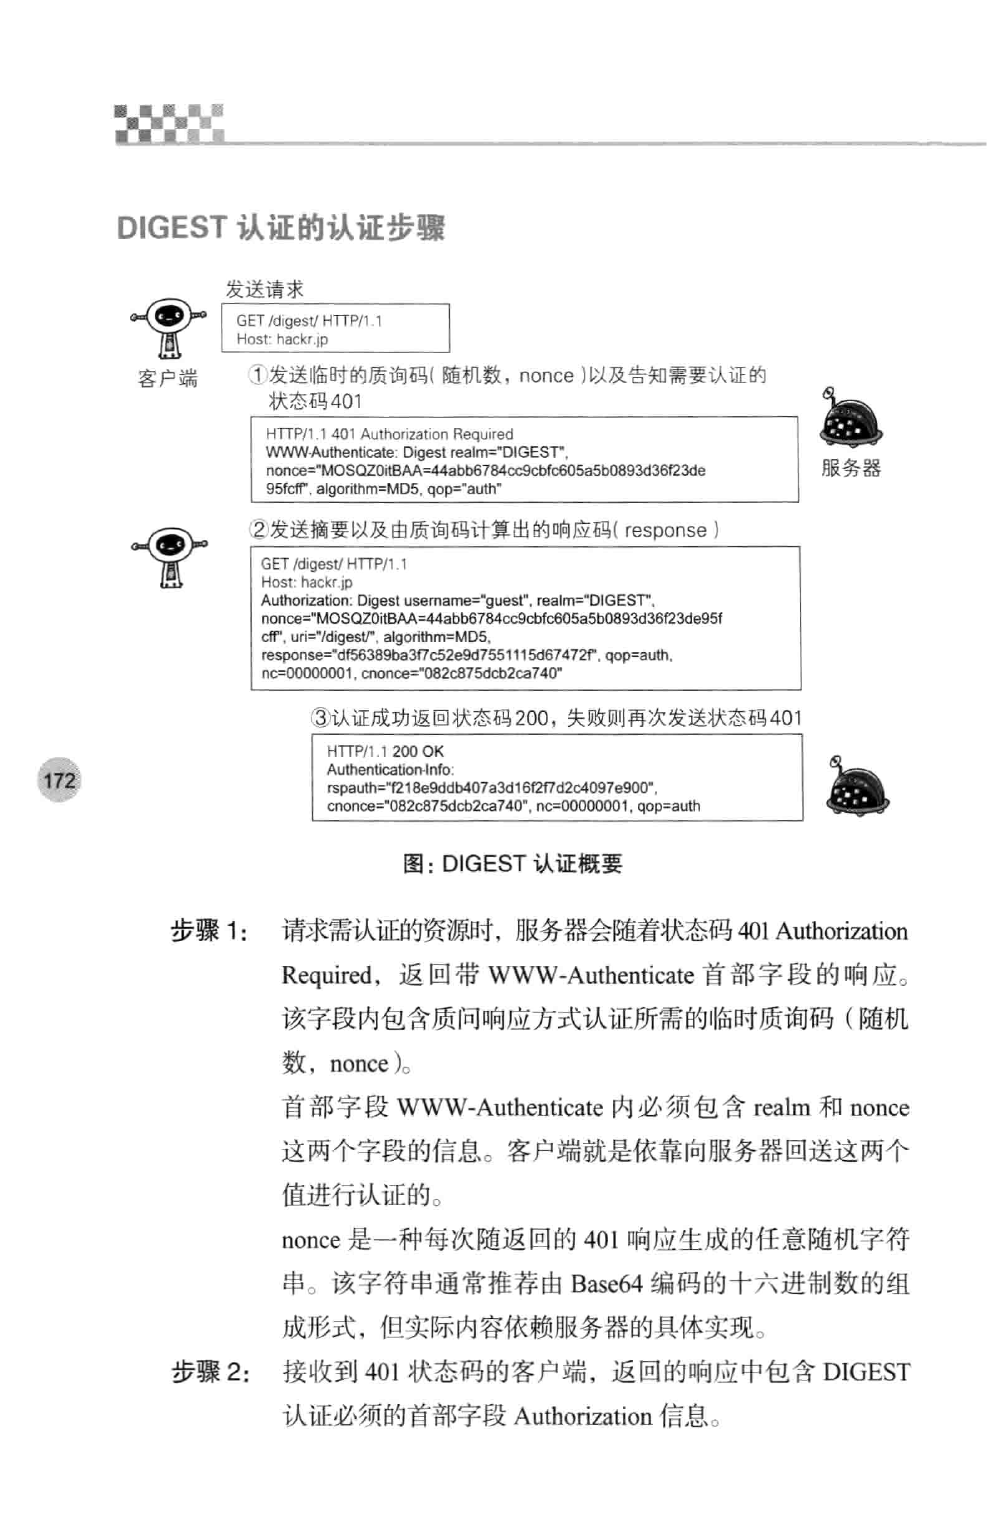 DIGEST 认证的认证步骤
发送请求
GET /digest/ HTTP/1.1
Host: hackr.jp
客户端
①发送临时的质询码(随机数，nonce)以及告知需要认证的
状态码401
HTTP/1.1 401 Authorization Required
WWW-Authenticate: Digest realm="DIGEST",
nonce="MOSQZ0itBAA=44abb6784cc9cbfc605a5b0893d36f23de
95fcff", algorithm=MD5, qop="auth"
服务器
②发送摘要以及由质询码计算出的响应码(response)
GET /digest/ HTTP/1.1
Host: hackr.jp
Authorization: Digest username="guest", realm="DIGEST",
nonce="MOSQZ0itBAA=44abb6784cc9cbfc605a5b0893d36f23de95f
cff", uri="/digest/", algorithm=MD5,
response="df56389ba3f7c52e9d7551115d67472f", qop=auth,
nc=00000001, cnonce="082c875dcb2ca740"
③认证成功返回状态码200，失败则再次发送状态码401
HTTP/1.1 200 OK
Authentication-Info:
rspauth="f218e9ddb407a3d16f2f7d2c4097e900",
cnonce="082c875dcb2ca740", nc=00000001, qop=auth
172
图：DIGEST 认证概要
步骤 1： 请求需认证的资源时，服务器会随着状态码 401 Authorization
Required，返回带 WWW-Authenticate 首部字段的响应。
该字段内包含质问响应方式认证所需的临时质询码（随机
数，nonce）。
首部字段 WWW-Authenticate 内必须包含 realm 和 nonce
这两个字段的信息。客户端就是依靠向服务器回送这两个
值进行认证的。
nonce 是一种每次随返回的 401 响应生成的任意随机字符
串。该字符串通常推荐由 Base64 编码的十六进制数的组
成形式，但实际内容依赖服务器的具体实现。
步骤 2： 接收到 401 状态码的客户端，返回的响应中包含 DIGEST
认证必须的首部字段 Authorization 信息。